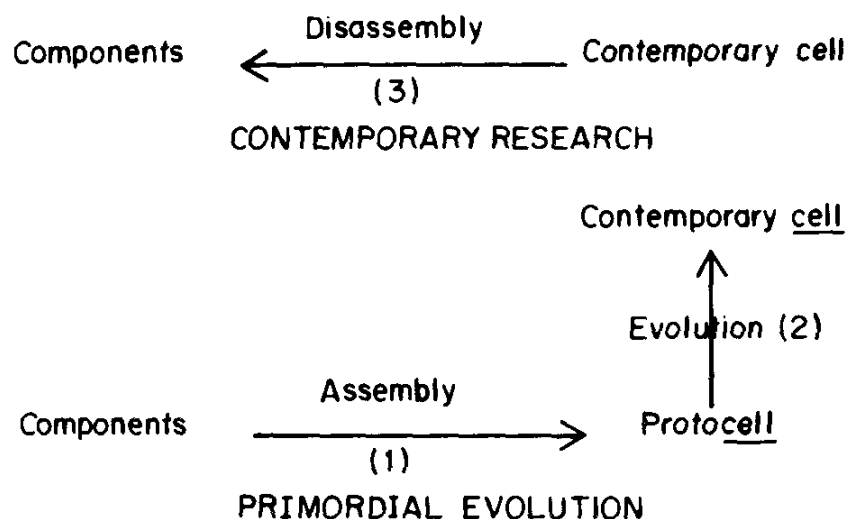 Disassembly
Components Contemporary cell
(3)
CONTEMPORARY RESEARCH
Contemporary cell
Evolution (2)
Assembly
Components Protocell
(1)
PRIMORDIAL EVOLUTION